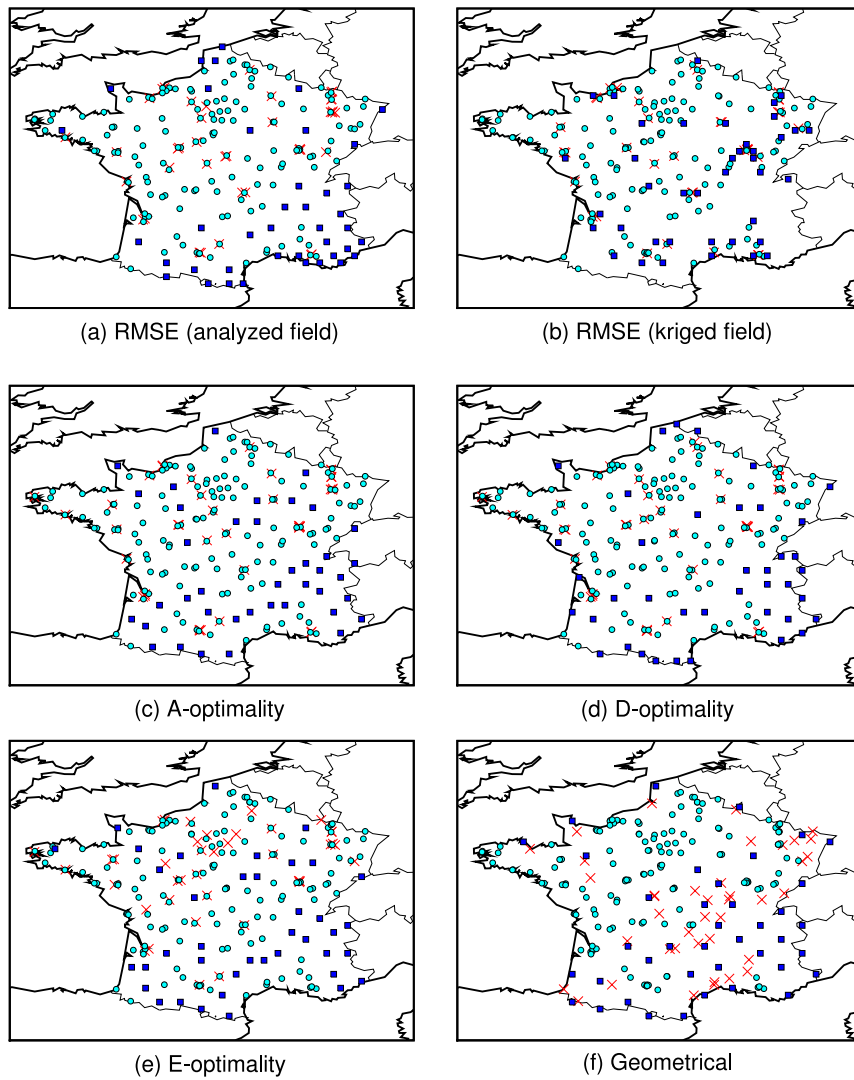 (a) RMSE (analyzed field)
(b) RMSE (kriged field)
(c) A-optimality
(d) D-optimality
(e) E-optimality
(f) Geometrical